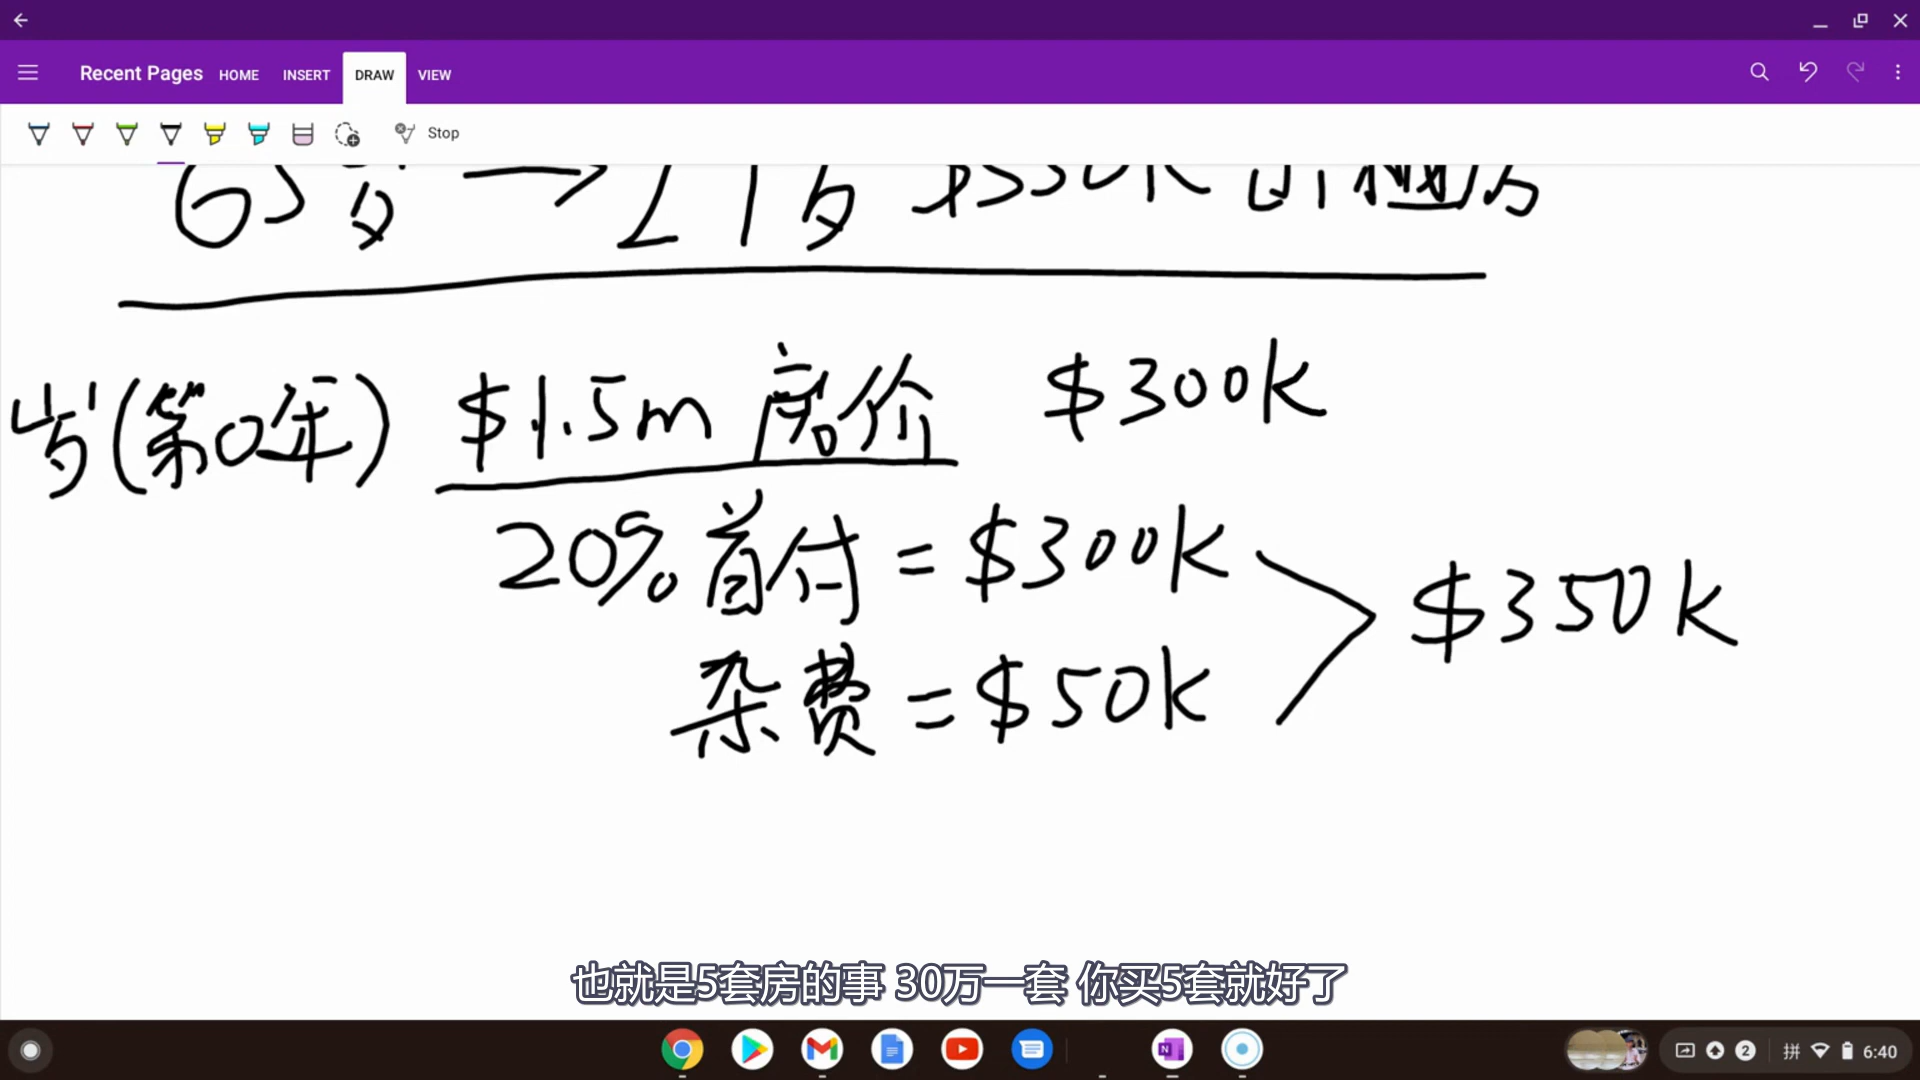 Recent Pages HOME INSERT DRAW VIEW
Stop
岁(第0年) $1.5m 房价 $300k
20% 首付 = $300k
$350k
杂费 = $50k
也就是5套房的事 30万一套 你买5套就好了
2 拼 6:40